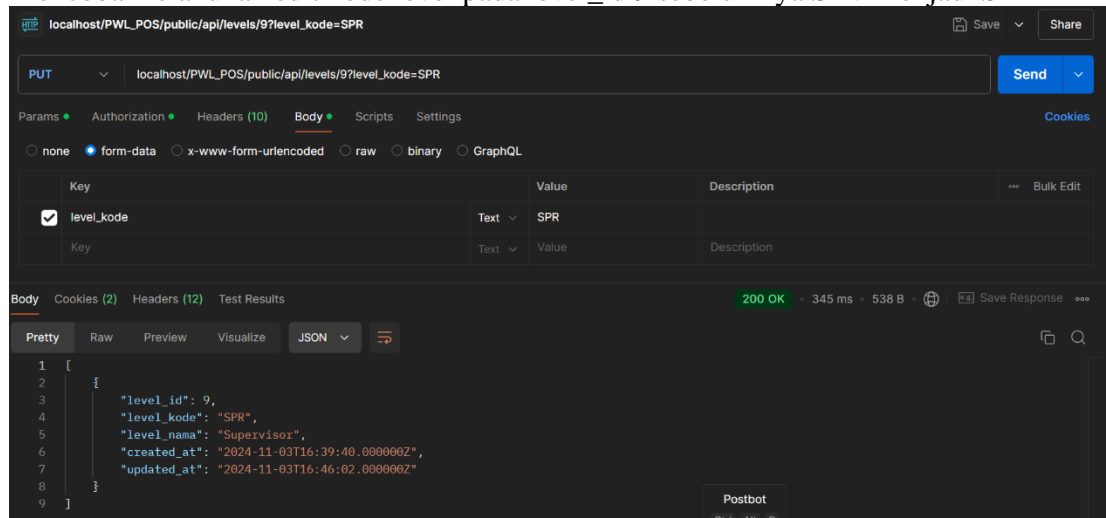 localhost/PWL_POS/public/api/levels/9?level_kode=SPR
Save
Share
PUT
localhost/PWL_POS/public/api/levels/9?level_kode=SPR
Send
Params
Authorization
Headers (10)
Body
Scripts
Settings
Cookies
none
form-data
x-www-form-urlencoded
raw
binary
GraphQL
Key
Value
Description
Bulk Edit
level_kode
Text
SPR
Key
Text
Value
Description
Body
Cookies (2)
Headers (12)
Test Results
200 OK
345 ms
538 B
Save Response
Pretty
Raw
Preview
Visualize
JSON
1 [
2 {
3 "level_id": 9,
4 "level_kode": "SPR",
5 "level_nama": "Supervisor",
6 "created_at": "2024-11-03T16:39:40.000000Z",
7 "updated_at": "2024-11-03T16:46:02.000000Z"
8 }
9 ]
Postbot